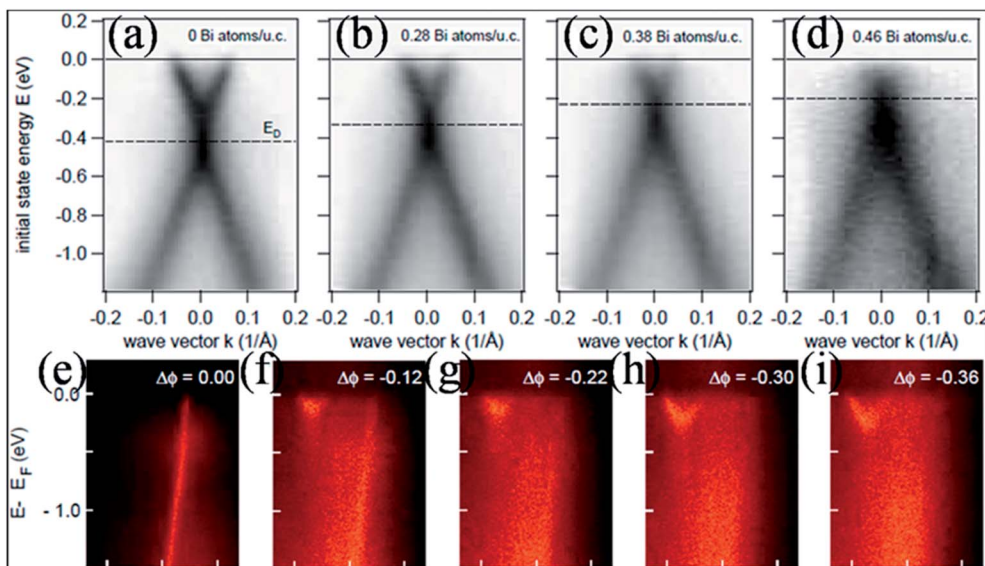 (a) 0 Bi atoms/u.c.
(b) 0.28 Bi atoms/u.c.
(c) 0.38 Bi atoms/u.c.
(d) 0.46 Bi atoms/u.c.
initial state energy E (eV)
0.2
0.0
-0.2
-0.4
-0.6
-0.8
-1.0
E_D
-0.2 -0.1 0.0 0.1 0.2
-0.2 -0.1 0.0 0.1 0.2
-0.2 -0.1 0.0 0.1 0.2
-0.2 -0.1 0.0 0.1 0.2
wave vector k (1/Å)
wave vector k (1/Å)
wave vector k (1/Å)
wave vector k (1/Å)
(e) Δϕ = 0.00
(f) Δϕ = -0.12
(g) Δϕ = -0.22
(h) Δϕ = -0.30
(i) Δϕ = -0.36
E- E_F (eV)
0.0
- 1.0